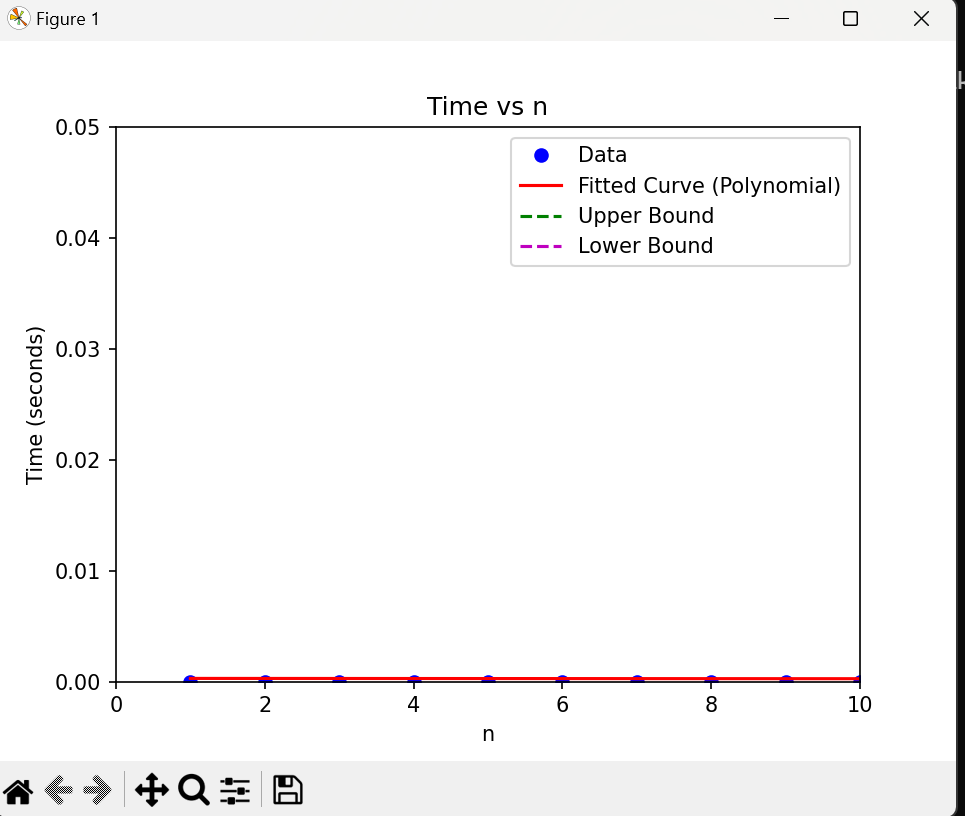 Figure 1
Time vs n
Data
Fitted Curve (Polynomial)
Upper Bound
Lower Bound
Time (seconds)
0.05
0.04
0.03
0.02
0.01
0.00
0 2 4 6 8 10
n